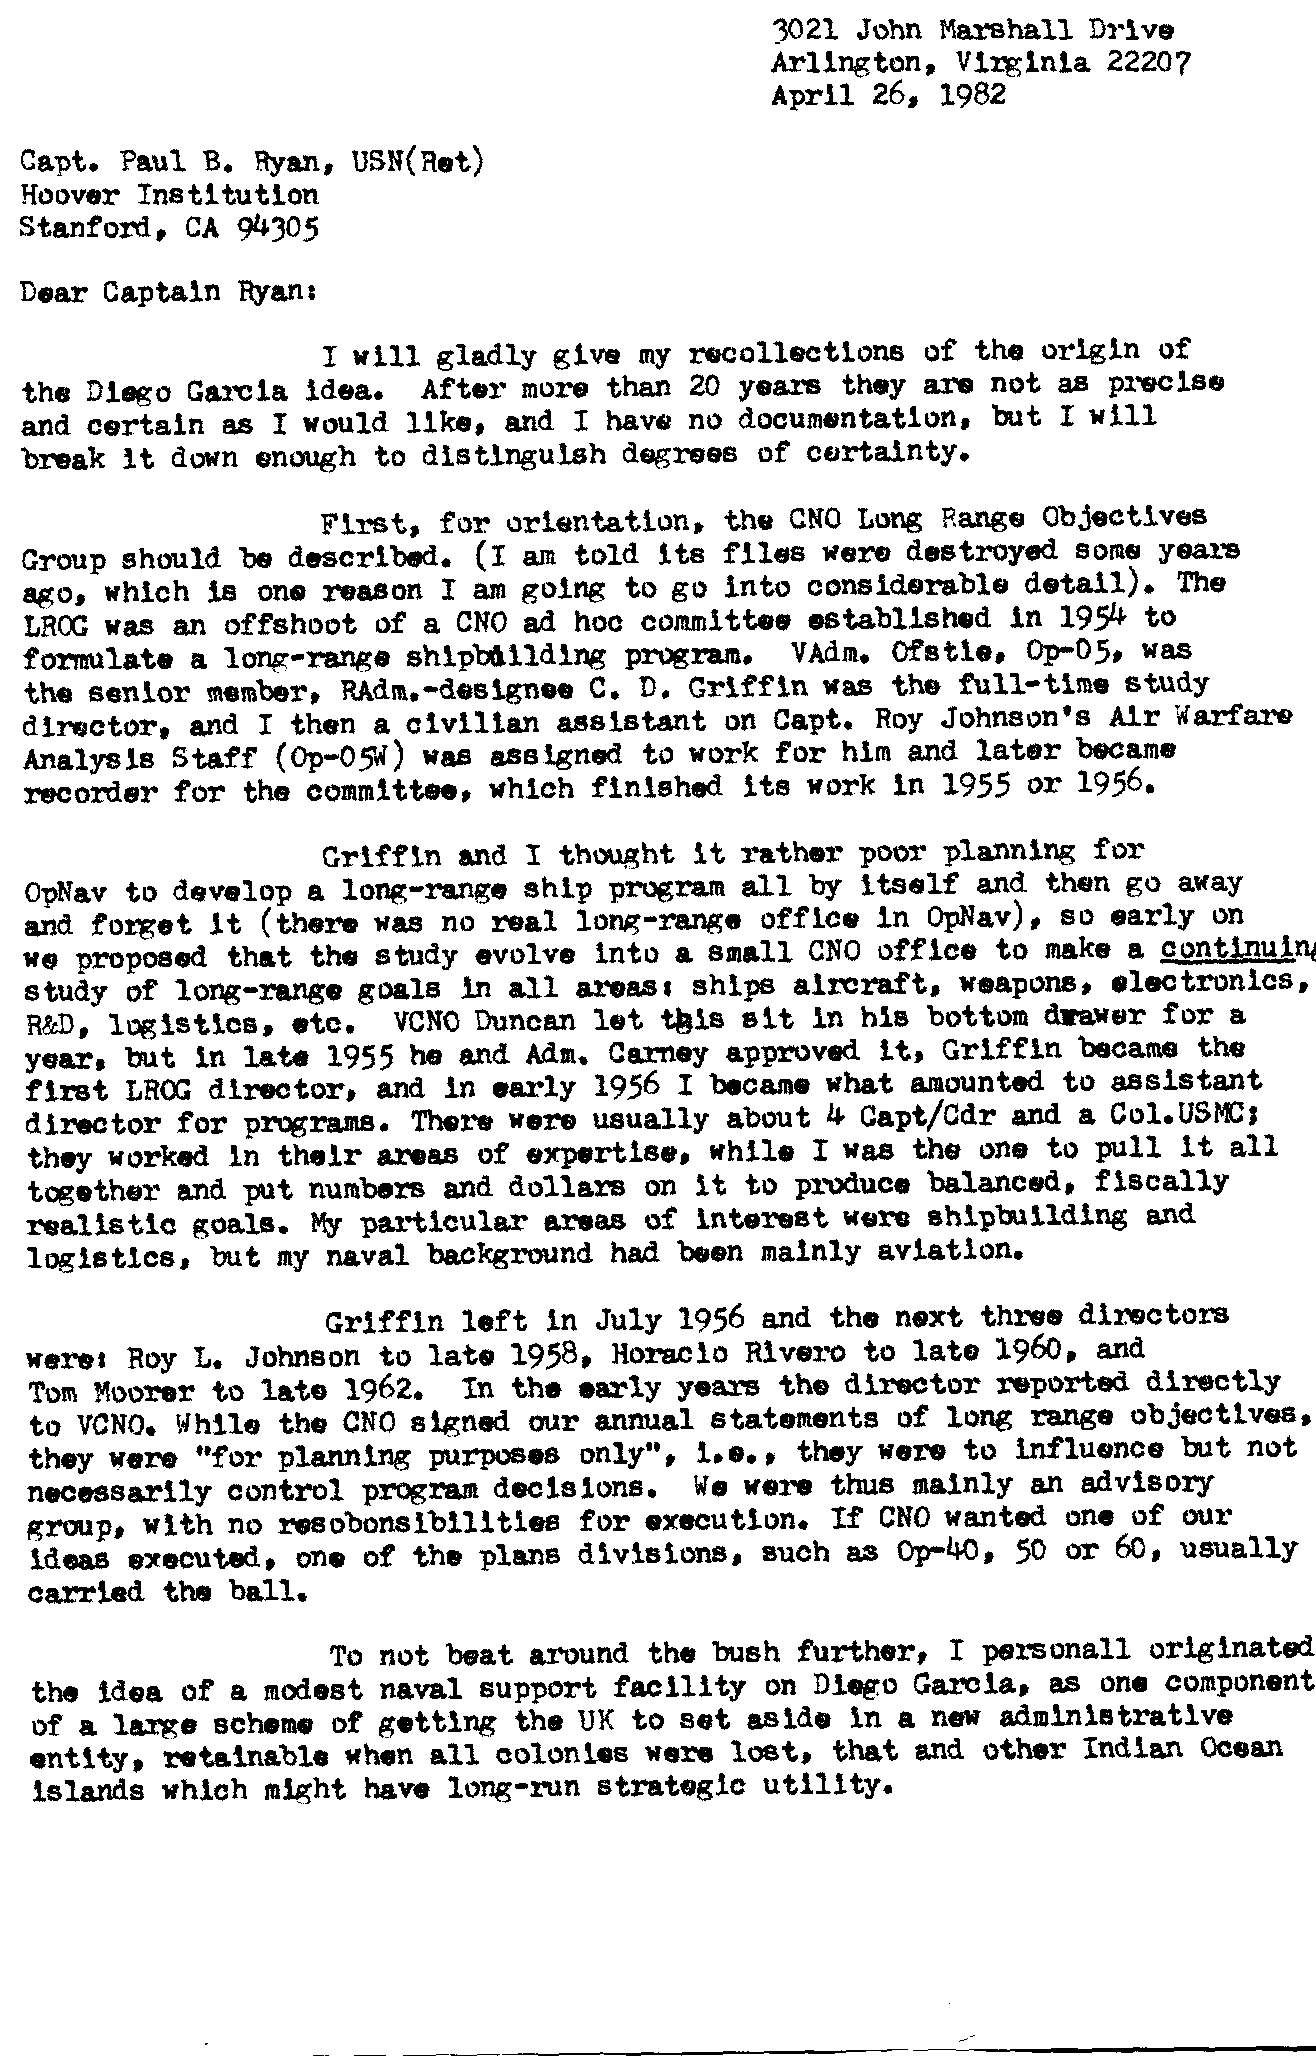 3021 John Marshall Drive
Arlington, Virginia 22207
April 26, 1982
Capt. Paul B. Ryan, USN(Ret)
Hoover Institution
Stanford, CA 94305
Dear Captain Ryan:
I will gladly give my recollections of the origin of
the Diego Garcia idea. After more than 20 years they are not as precise
and certain as I would like, and I have no documentation, but I will
break it down enough to distinguish degrees of certainty.
First, for orientation, the CNO Long Range Objectives
Group should be described. (I am told its files were destroyed some years
ago, which is one reason I am going to go into considerable detail). The
LROG was an offshoot of a CNO ad hoc committee established in 1954 to
formulate a long-range shipbuilding program. VAdm. Ofstie, Op-05, was
the senior member, RAdm.-designee C. D. Griffin was the full-time study
director, and I then a civilian assistant on Capt. Roy Johnson's Air Warfare
Analysis Staff (Op-05W) was assigned to work for him and later became
recorder for the committee, which finished its work in 1955 or 1956.
Griffin and I thought it rather poor planning for
OpNav to develop a long-range ship program all by itself and then go away
and forget it (there was no real long-range office in OpNav), so early on
we proposed that the study evolve into a small CNO office to make a continuing
study of long-range goals in all areas: ships aircraft, weapons, electronics,
R&D, logistics, etc. VCNO Duncan let this sit in his bottom drawer for a
year, but in late 1955 he and Adm. Carney approved it, Griffin became the
first LROG director, and in early 1956 I became what amounted to assistant
director for programs. There were usually about 4 Capt/Cdr and a Col.USMC;
they worked in their areas of expertise, while I was the one to pull it all
together and put numbers and dollars on it to produce balanced, fiscally
realistic goals. My particular areas of interest were shipbuilding and
logistics, but my naval background had been mainly aviation.
Griffin left in July 1956 and the next three directors
were: Roy L. Johnson to late 1958, Horacio Rivero to late 1960, and
Tom Moorer to late 1962. In the early years the director reported directly
to VCNO. While the CNO signed our annual statements of long range objectives,
they were "for planning purposes only", i.e., they were to influence but not
necessarily control program decisions. We were thus mainly an advisory
group, with no resobonsibilities for execution. If CNO wanted one of our
ideas executed, one of the plans divisions, such as Op-40, 50 or 60, usually
carried the ball.
To not beat around the bush further, I personall originated
the idea of a modest naval support facility on Diego Garcia, as one component
of a large scheme of getting the UK to set aside in a new administrative
entity, retainable when all colonies were lost, that and other Indian Ocean
islands which might have long-run strategic utility.